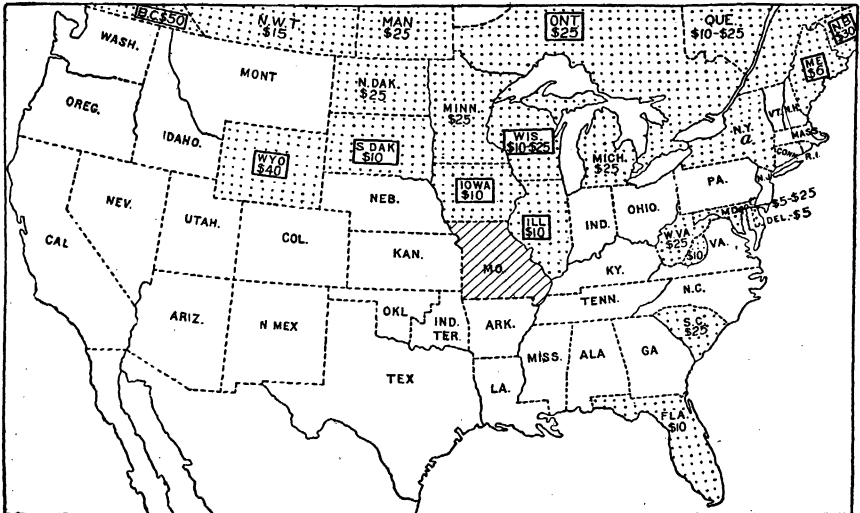 B.C $50
N.W.T.
$15
MAN
$25
ONT
$25
QUE
$10-$25
N.B.
$30
WASH.
MONT
N.DAK.
$25
MINN.
$25
ME
$6
OREG.
IDAHO.
WYO
$40
S.DAK
$10
WIS.
$10-$25
MICH.
$25
N.Y.
a
VT.
N.H.
MASS.
CONN.
R.I.
IOWA
$10
NEB.
NEV.
UTAH.
COL.
ILL
$10
IND.
OHIO.
PA.
N.J.
MD.
$5-$25
DEL.-$5
W.VA
$25
VA.
$10
CAL
KAN.
MO.
KY.
N.C.
TENN.
ARIZ.
N MEX
OKL
IND.
TER.
ARK.
S.C.
$25
MISS.
ALA
GA
TEX
LA.
FLA.
$10